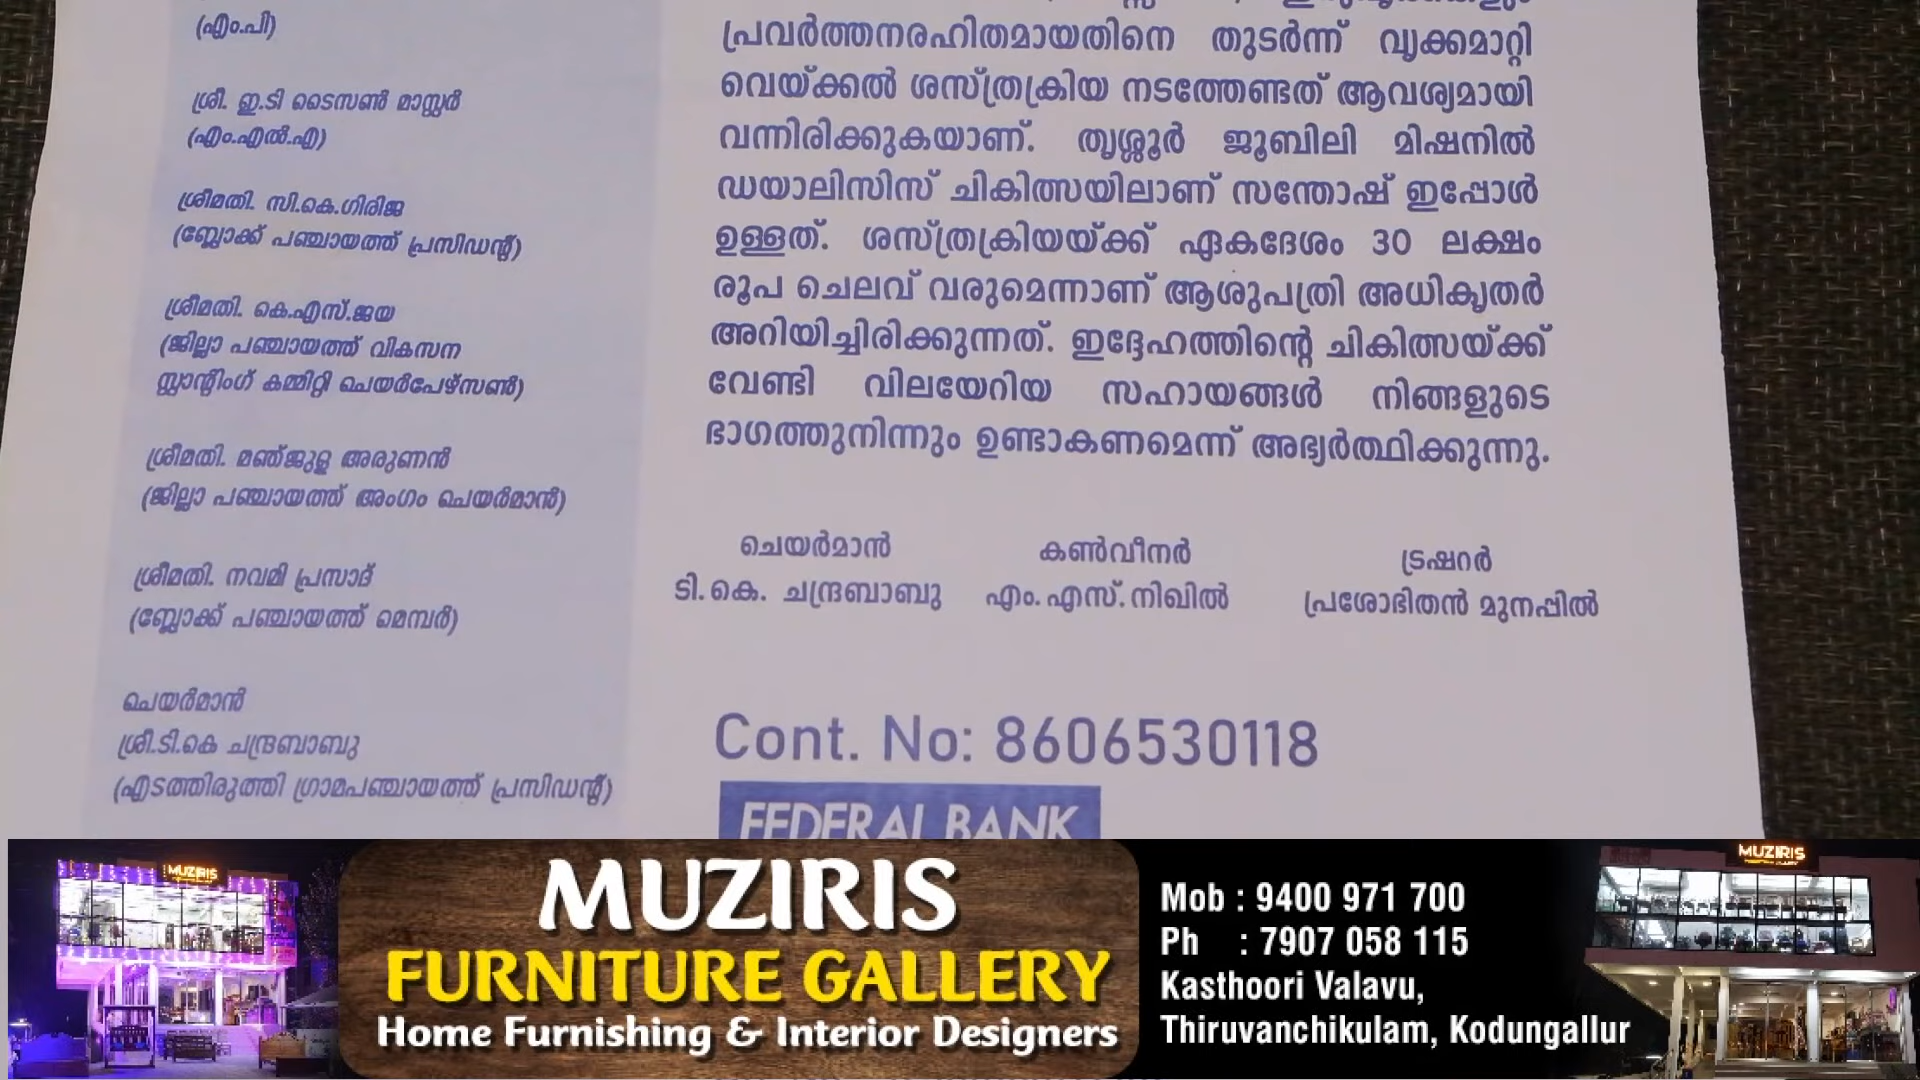 (എം.പി)
ശ്രീ. ഇ.ടി ടൈസൺ മാസ്റ്റർ
(എം.എൽ.എ)
ശ്രീമതി. സി.കെ.ഗിരിജ
(ബ്ലോക്ക് പഞ്ചായത്ത് പ്രസിഡന്റ്)
ശ്രീമതി. കെ.എസ്.ജയ
(ജില്ലാ പഞ്ചായത്ത് വികസന
സ്റ്റാന്റിംഗ് കമ്മിറ്റി ചെയർപേഴ്സൺ)
ശ്രീമതി. മഞ്ജുള അരുണൻ
(ജില്ലാ പഞ്ചായത്ത് അംഗം ചെയർമാൻ)
ശ്രീമതി. നവമി പ്രസാദ്
(ബ്ലോക്ക് പഞ്ചായത്ത് മെമ്പർ)
ചെയർമാൻ
ശ്രീ.ടി.കെ ചന്ദ്രബാബു
(എടത്തിരുത്തി ഗ്രാമപഞ്ചായത്ത് പ്രസിഡന്റ്)
പ്രവർത്തനരഹിതമായതിനെ തുടർന്ന് വൃക്കമാറ്റി
വെയ്ക്കൽ ശസ്ത്രക്രിയ നടത്തേണ്ടത് ആവശ്യമായി
വന്നിരിക്കുകയാണ്. തൃശ്ശൂർ ജൂബിലി മിഷനിൽ
ഡയാലിസിസ് ചികിത്സയിലാണ് സന്തോഷ് ഇപ്പോൾ
ഉള്ളത്. ശസ്ത്രക്രിയയ്ക്ക് ഏകദേശം 30 ലക്ഷം
രൂപ ചെലവ് വരുമെന്നാണ് ആശുപത്രി അധികൃതർ
അറിയിച്ചിരിക്കുന്നത്. ഇദ്ദേഹത്തിന്റെ ചികിത്സയ്ക്ക്
വേണ്ടി വിലയേറിയ സഹായങ്ങൾ നിങ്ങളുടെ
ഭാഗത്തുനിന്നും ഉണ്ടാകണമെന്ന് അഭ്യർത്ഥിക്കുന്നു.
ചെയർമാൻ കൺവീനർ ട്രഷറർ
ടി. കെ. ചന്ദ്രബാബു എം. എസ്. നിഖിൽ പ്രശോഭിതൻ മുനപ്പിൽ
Cont. No: 8606530118
FEDERAL BANK
MUZIRIS
MUZIRIS
FURNITURE GALLERY
Home Furnishing & Interior Designers
Mob : 9400 971 700
Ph : 7907 058 115
Kasthoori Valavu,
Thiruvanchikulam, Kodungallur
MUZIRIS